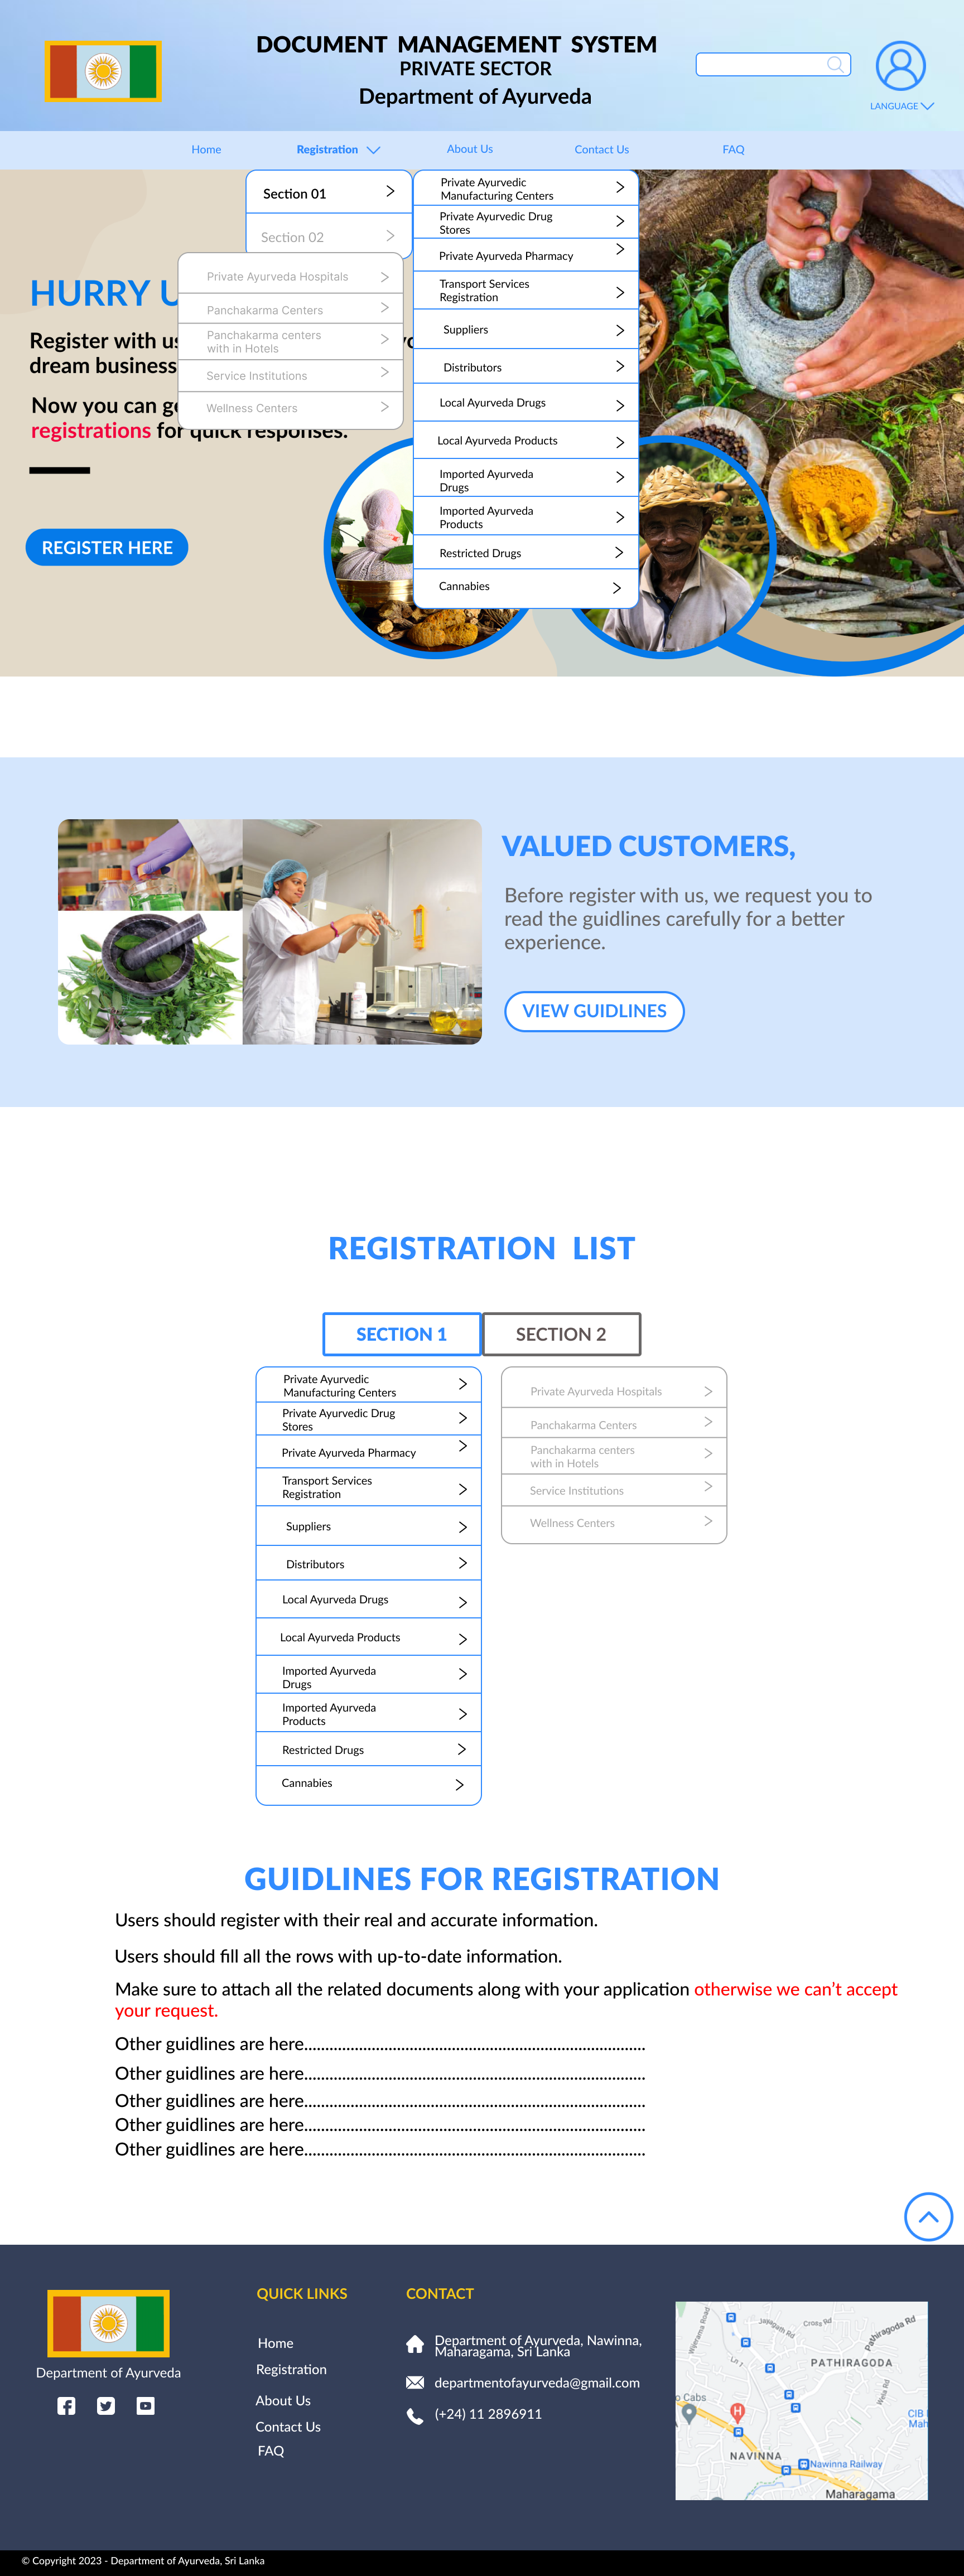 DOCUMENT MANAGEMENT SYSTEM
PRIVATE SECTOR
Department of Ayurveda
LANGUAGE
Home
Registration
About Us
Contact Us
FAQ
Section 01
Section 02
Private Ayurvedic
Manufacturing Centers
Private Ayurvedic Drug
Stores
Private Ayurveda Pharmacy
Transport Services
Registration
Suppliers
Distributors
Local Ayurveda Drugs
Local Ayurveda Products
Imported Ayurveda
Drugs
Imported Ayurveda
Products
Restricted Drugs
Cannabies
Private Ayurveda Hospitals
Panchakarma Centers
Panchakarma centers
with in Hotels
Service Institutions
Wellness Centers
HURRY
Register with
dream business
Now you can
registrations for quick responses.
REGISTER HERE
VALUED CUSTOMERS,
Before register with us, we request you to
read the guidlines carefully for a better
experience.
VIEW GUIDLINES
REGISTRATION LIST
SECTION 1
SECTION 2
Private Ayurvedic
Manufacturing Centers
Private Ayurvedic Drug
Stores
Private Ayurveda Pharmacy
Transport Services
Registration
Suppliers
Distributors
Local Ayurveda Drugs
Local Ayurveda Products
Imported Ayurveda
Drugs
Imported Ayurveda
Products
Restricted Drugs
Cannabies
Private Ayurveda Hospitals
Panchakarma Centers
Panchakarma centers
with in Hotels
Service Institutions
Wellness Centers
GUIDLINES FOR REGISTRATION
Users should register with their real and accurate information.
Users should fill all the rows with up-to-date information.
Make sure to attach all the related documents along with your application otherwise we can't accept
your request.
Other guidlines are here.................................................................................
Other guidlines are here.................................................................................
Other guidlines are here.................................................................................
Other guidlines are here.................................................................................
Other guidlines are here.................................................................................
Department of Ayurveda
QUICK LINKS
Home
Registration
About Us
Contact Us
FAQ
CONTACT
Department of Ayurveda, Nawinna,
Maharagama, Sri Lanka
departmentofayurveda@gmail.com
(+24) 11 2896911
Wijerama Road
Jayapath Rd
Cross Rd
Pathiragoda Rd
Ln 1
PATHIRAGODA
Wela Rd
Cabs
H
CIB
Mah
NAVINNA
Nawinna Railway
Maharagama
© Copyright 2023 - Department of Ayurveda, Sri Lanka